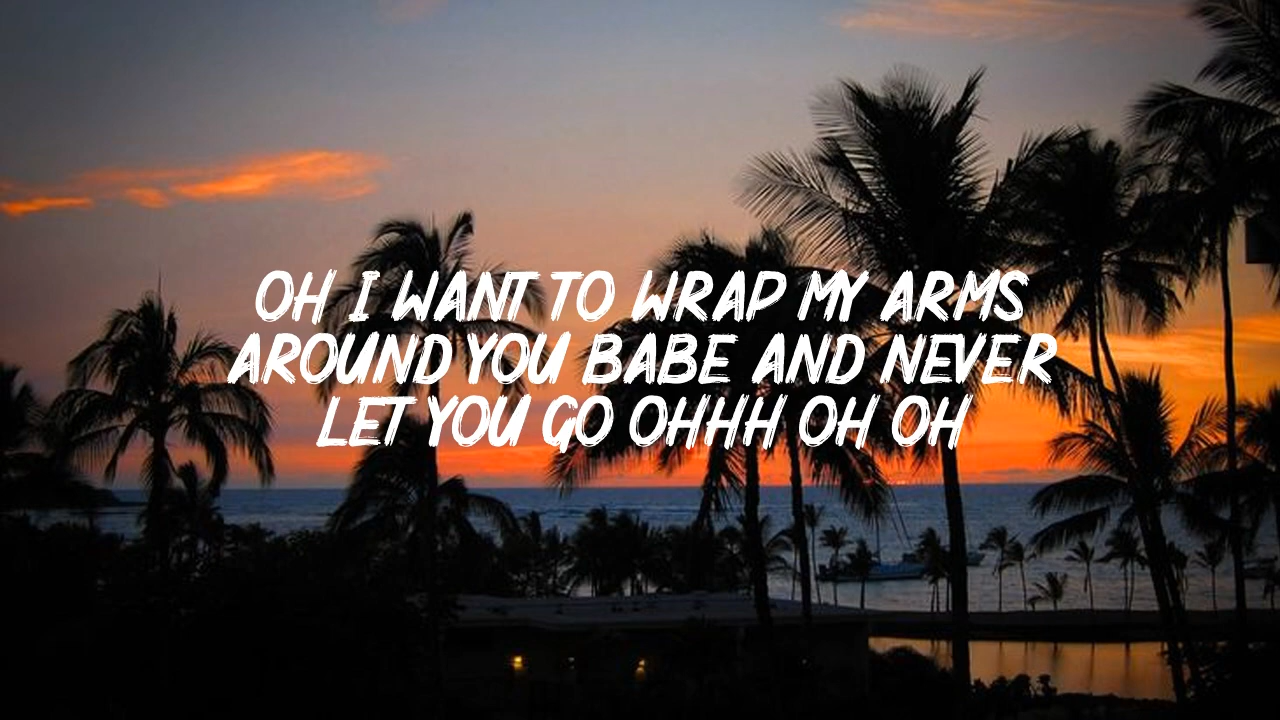 OH I WANT TO WRAP MY ARMS
AROUND YOU BABE AND NEVER
LET YOU GO OHHH OH OH